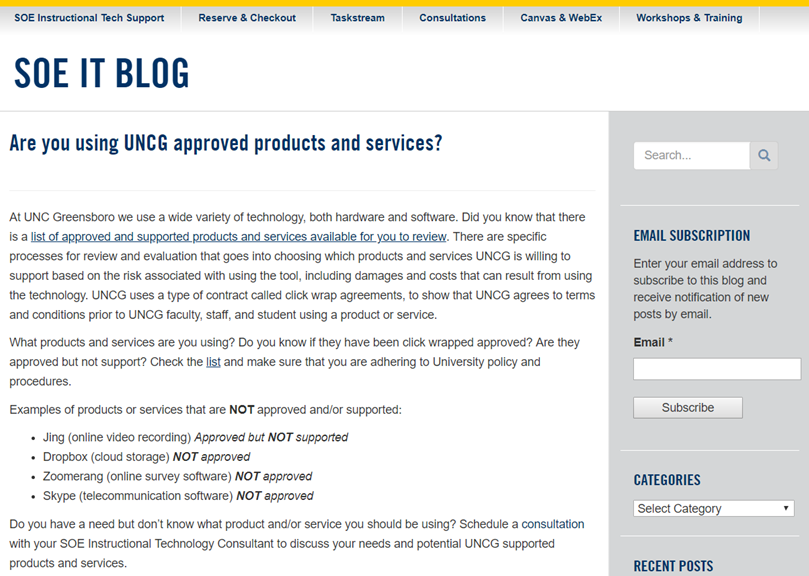 SOE Instructional Tech Support
Reserve & Checkout
Taskstream
Consultations
Canvas & WebEx
Workshops & Training
SOE IT BLOG
Are you using UNCG approved products and services?
At UNC Greensboro we use a wide variety of technology, both hardware and software. Did you know that there
is a list of approved and supported products and services available for you to review. There are specific
processes for review and evaluation that goes into choosing which products and services UNCG is willing to
support based on the risk associated with using the tool, including damages and costs that can result from using
the technology. UNCG uses a type of contract called click wrap agreements, to show that UNCG agrees to terms
and conditions prior to UNCG faculty, staff, and student using a product or service.
What products and services are you using? Do you know if they have been click wrapped approved? Are they
approved but not support? Check the list and make sure that you are adhering to University policy and
procedures.
Examples of products or services that are NOT approved and/or supported:
• Jing (online video recording) Approved but NOT supported
• Dropbox (cloud storage) NOT approved
• Zoomerang (online survey software) NOT approved
• Skype (telecommunication software) NOT approved
Do you have a need but don't know what product and/or service you should be using? Schedule a consultation
with your SOE Instructional Technology Consultant to discuss your needs and potential UNCG supported
products and services.
Search...
EMAIL SUBSCRIPTION
Enter your email address to
subscribe to this blog and
receive notification of new
posts by email.
Email *
Subscribe
CATEGORIES
Select Category
RECENT POSTS